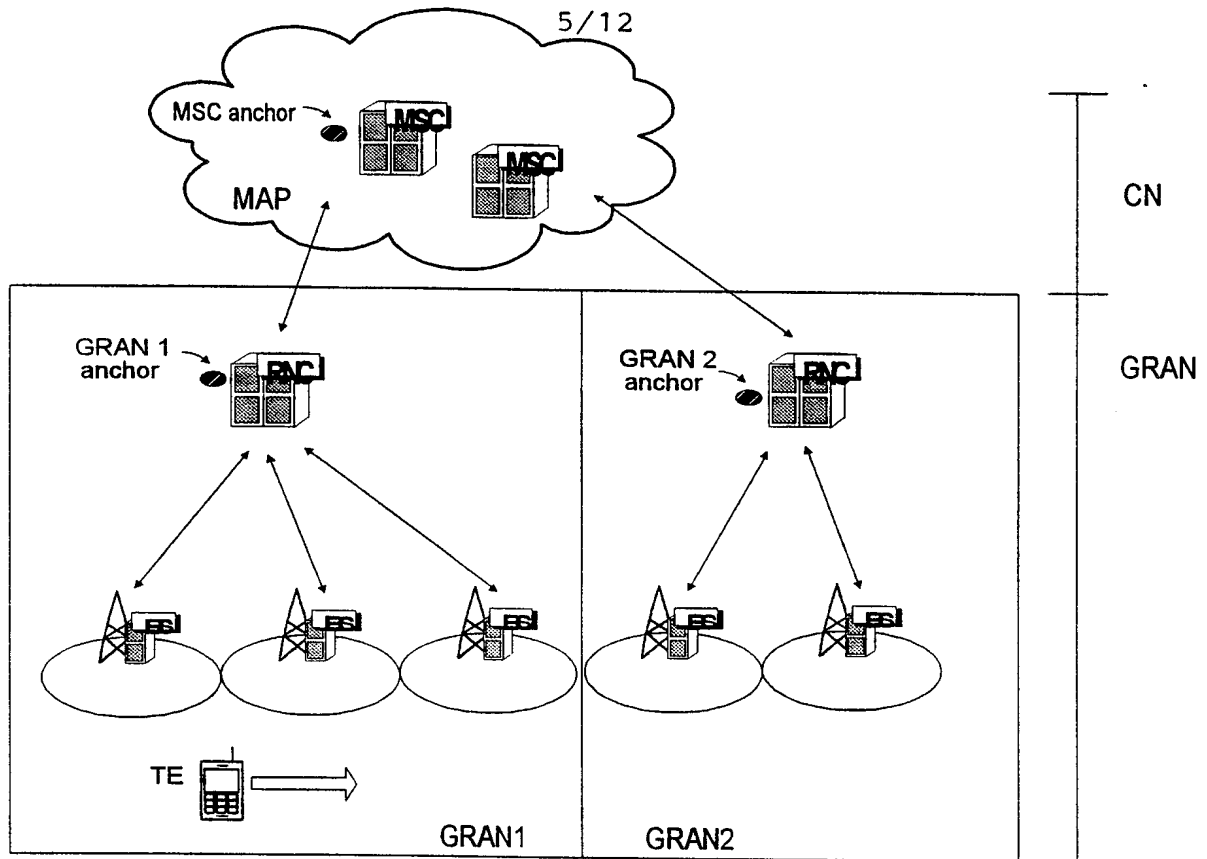 5/12
MSC anchor
MSC
MSC
MAP
CN
GRAN 1
anchor
RNC
GRAN 2
anchor
RNC
GRAN
BS
BS
BS
BS
BS
TE
GRAN1
GRAN2